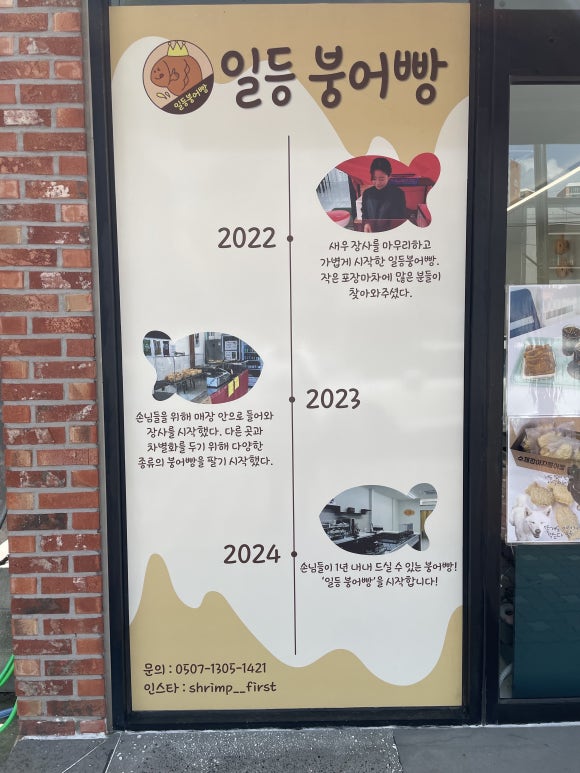 일등붕어빵
일등 붕어빵
2022
새우 장사를 마무리하고
가볍게 시작한 일등붕어빵.
작은 포장마차에 많은 분들이
찾아와주셨다.
2023
손님들을 위해 매장 안으로 들어와
장사를 시작했다. 다른 곳과
차별화를 두기 위해 다양한
종류의 붕어빵을 팔기 시작했다.
2024
손님들이 1년 내내 드실 수 있는 붕어빵!
'일등 붕어빵'을 시작합니다!
문의 : 0507-1305-1421
인스타 : shrimp__first